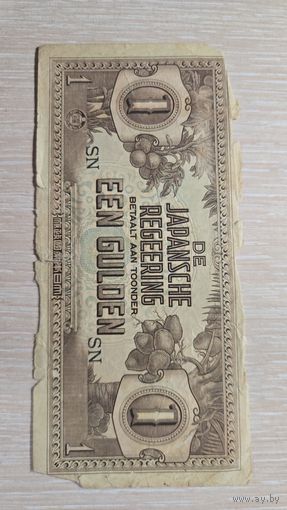 1
1
DE
JAPANSCHE
REGEERING
BETAALT AAN TOONDER
EEN GULDEN
SN
SN
1
1
www.ay.by